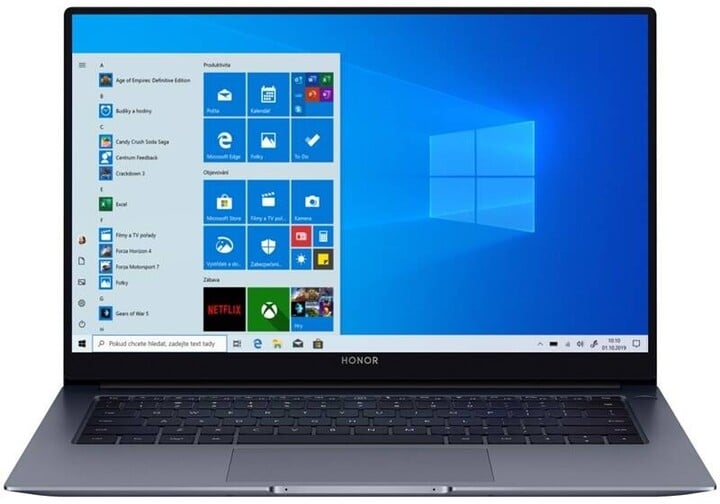 A
Age of Empires: Definitive Edition
B
Budíky a hodiny
C
Candy Crush Soda Saga
Centrum Feedback
Crackdown 3
E
Excel
F
Filmy a TV pořady
Forza Horizon 4
Forza Motorsport 7
Fotky
G
Gears of War 5
H
Produktivita
Pošta
Kalendář
Microsoft Edge
Fotky
To Do
Objevování
Microsoft Store
Filmy a TV poř...
Kamera
Výstřižek a skr...
Zabezpečení...
Zábava
NETFLIX
Hry
Pokud chcete hledat, zadejte text tady
10:10
01.10.2019
HONOR